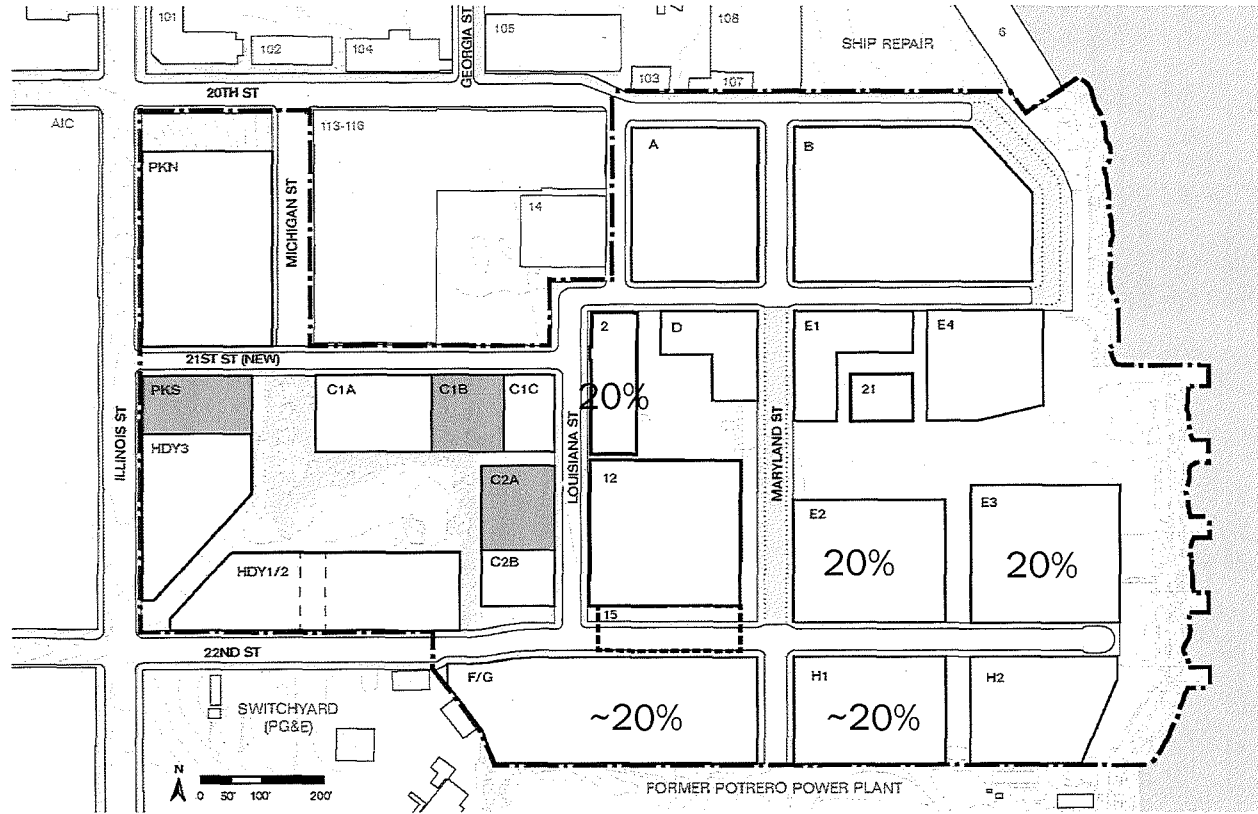 101
102
104
GEORGIA ST
105
108
6
SHIP REPAIR
103
107
20TH ST
AIC
113-116
PKN
A
B
MICHIGAN ST
14
2
D
E1
E4
21ST ST (NEW)
PKS
C1A
C1B
C1C
20%
21
ILLINOIS ST
HDY3
LOUISIANA ST
MARYLAND ST
C2A
12
E2
E3
20%
20%
C2B
HDY1/2
15
22ND ST
F/G
H1
H2
SWITCHYARD
(PG&E)
~20%
~20%
N
0 50' 100' 200'
FORMER POTRERO POWER PLANT